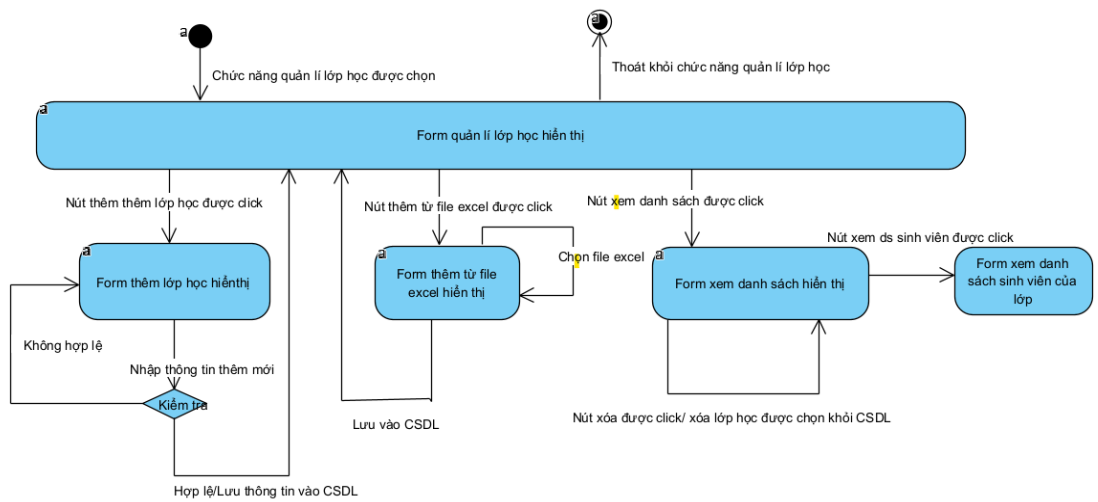 a
a
Chức năng quản lí lớp học được chọn
Thoát khỏi chức năng quản lí lớp học
a
Form quản lí lớp học hiển thị
Nút thêm thêm lớp học được click
Nút thêm từ file excel được click
Nút xem danh sách được click
a
Form thêm lớp học hiểnthị
a
Form thêm từ file
excel hiển thị
Chọn file excel
a
Form xem danh sách hiển thị
Nút xem ds sinh viên được click
Form xem danh
sách sinh viên của
lớp
Không hợp lệ
Nhập thông tin thêm mới
Kiểm tra
Lưu vào CSDL
Nút xóa được click/ xóa lớp học được chọn khỏi CSDL
Hợp lệ/Lưu thông tin vào CSDL